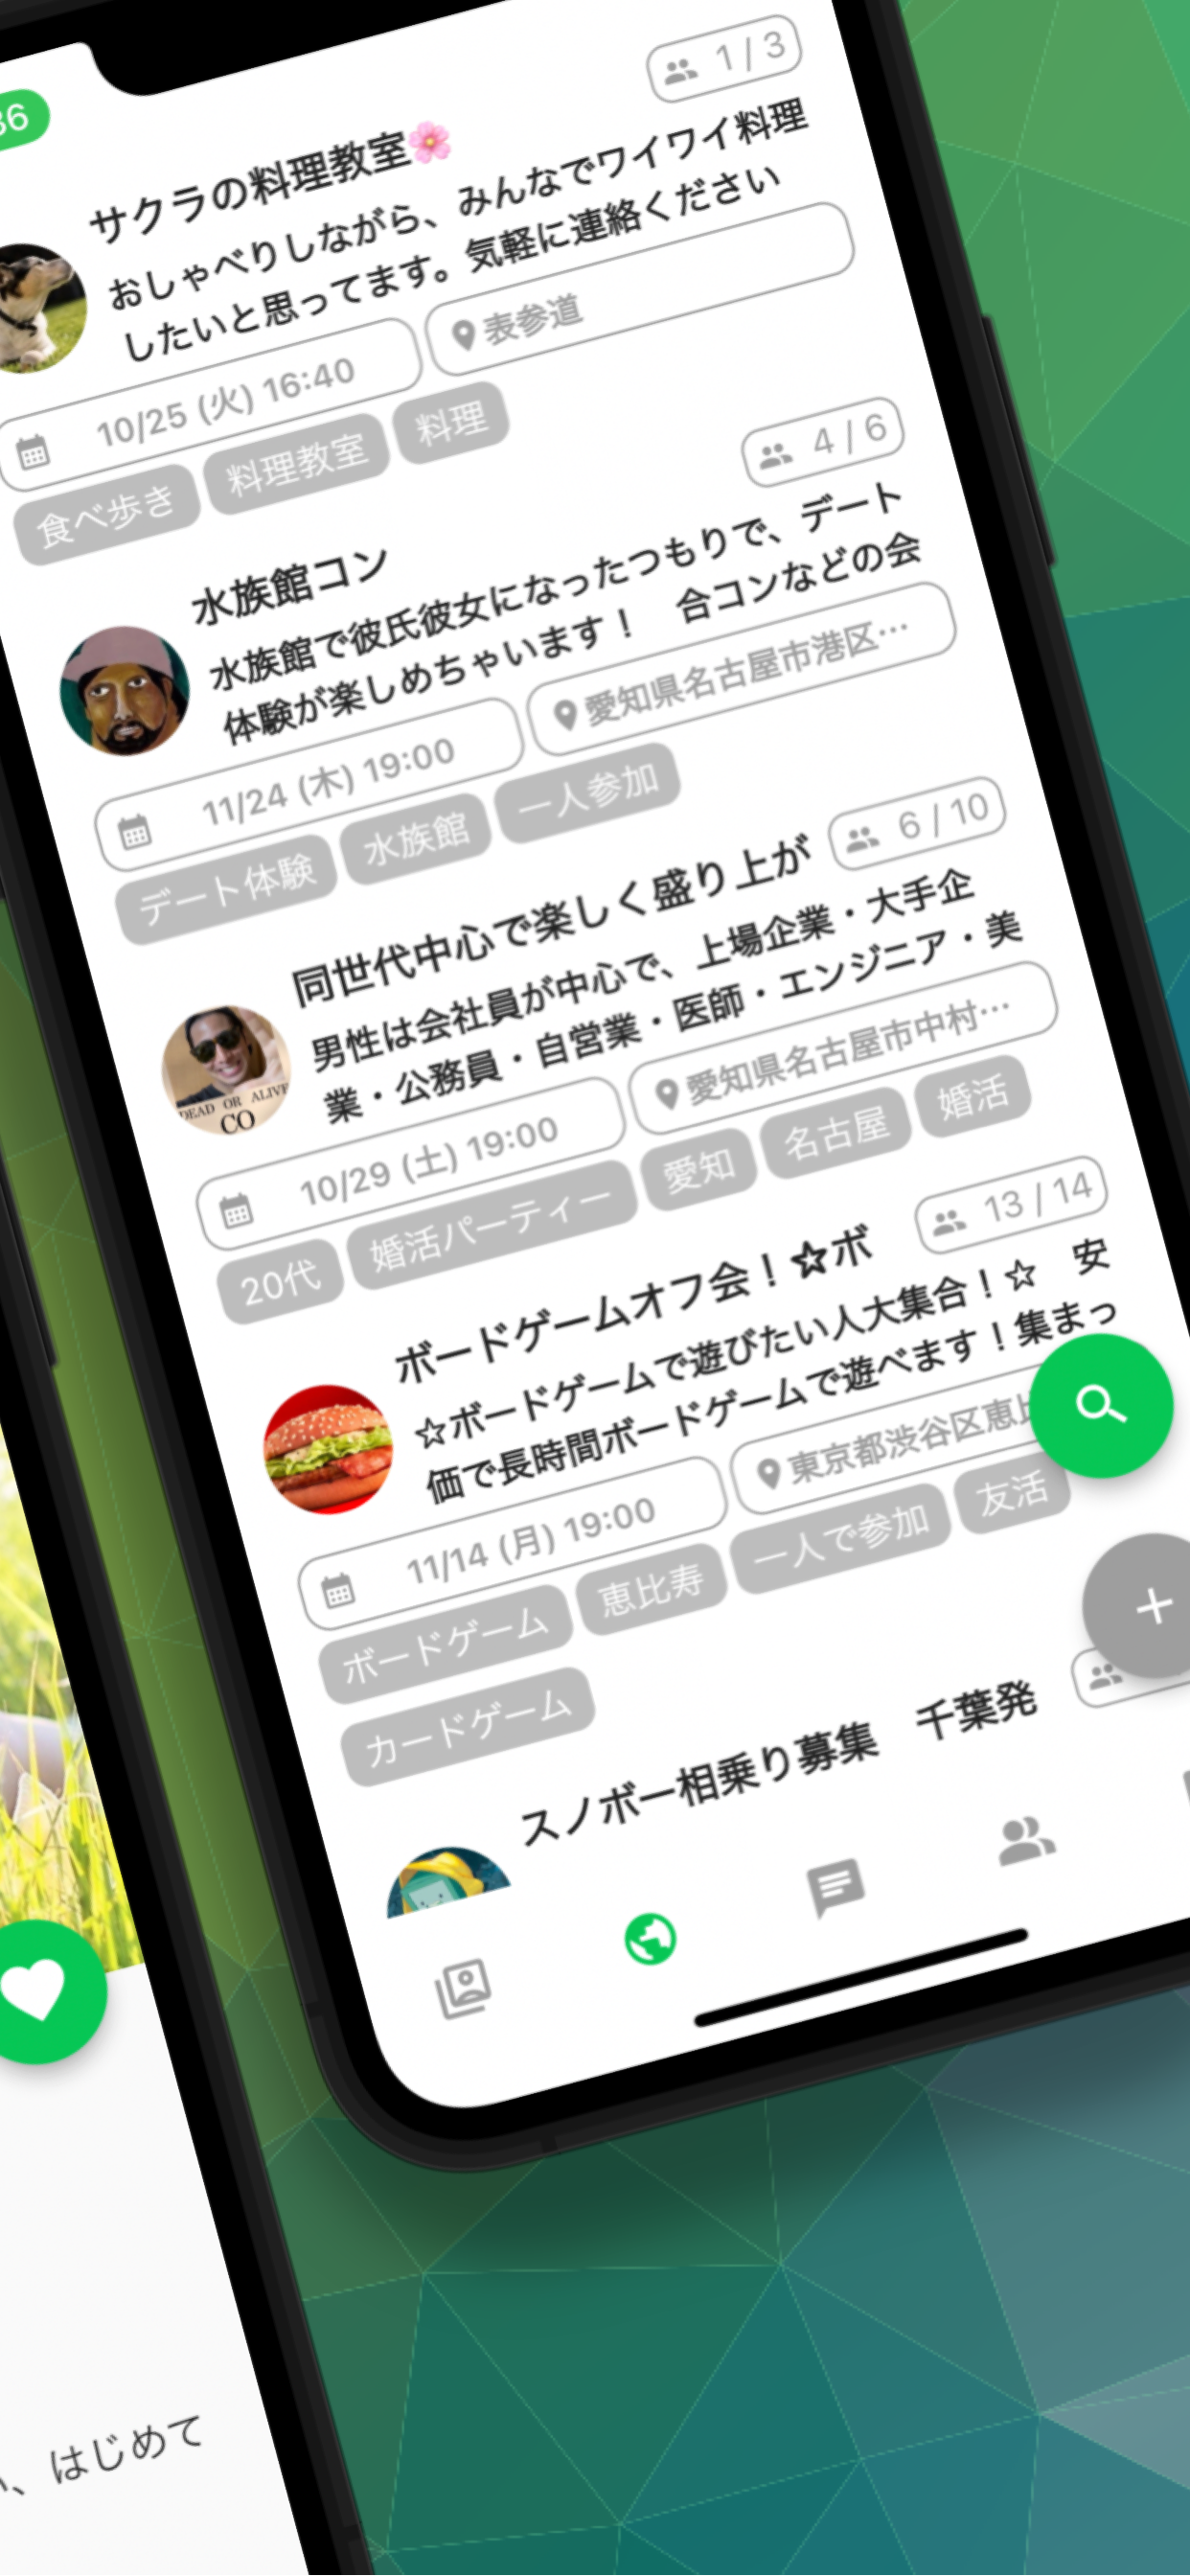 36
1 / 3
サクラの料理教室🌸
おしゃべりしながら、みんなでワイワイ料理
したいと思ってます。気軽に連絡ください
10/25 (火) 16:40
表参道
食べ歩き 料理教室 料理
4 / 6
水族館コン
水族館で彼氏彼女になったつもりで、デート
体験が楽しめちゃいます！　合コンなどの会
11/24 (木) 19:00
愛知県名古屋市港区…
デート体験 水族館 一人参加
6 / 10
同世代中心で楽しく盛り上が
男性は会社員が中心で、上場企業・大手企
業・公務員・自営業・医師・エンジニア・美
DEAD OR ALIVE
CO
10/29 (土) 19:00
愛知県名古屋市中村…
20代 婚活パーティー 愛知 名古屋 婚活
13 / 14
ボードゲームオフ会！☆ボ
☆ボードゲームで遊びたい人大集合！☆　安
価で長時間ボードゲームで遊べます！集まっ
11/14 (月) 19:00
東京都渋谷区恵
ボードゲーム 恵比寿 一人で参加 友活
カードゲーム
スノボー相乗り募集　千葉発
、はじめて